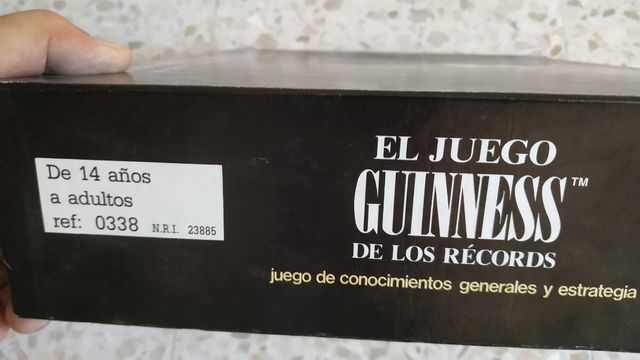 De 14 años
a adultos
ref: 0338 N.R.I. 23885
EL JUEGO
GUINNESS™
DE LOS RÉCORDS
juego de conocimientos generales y estrategia